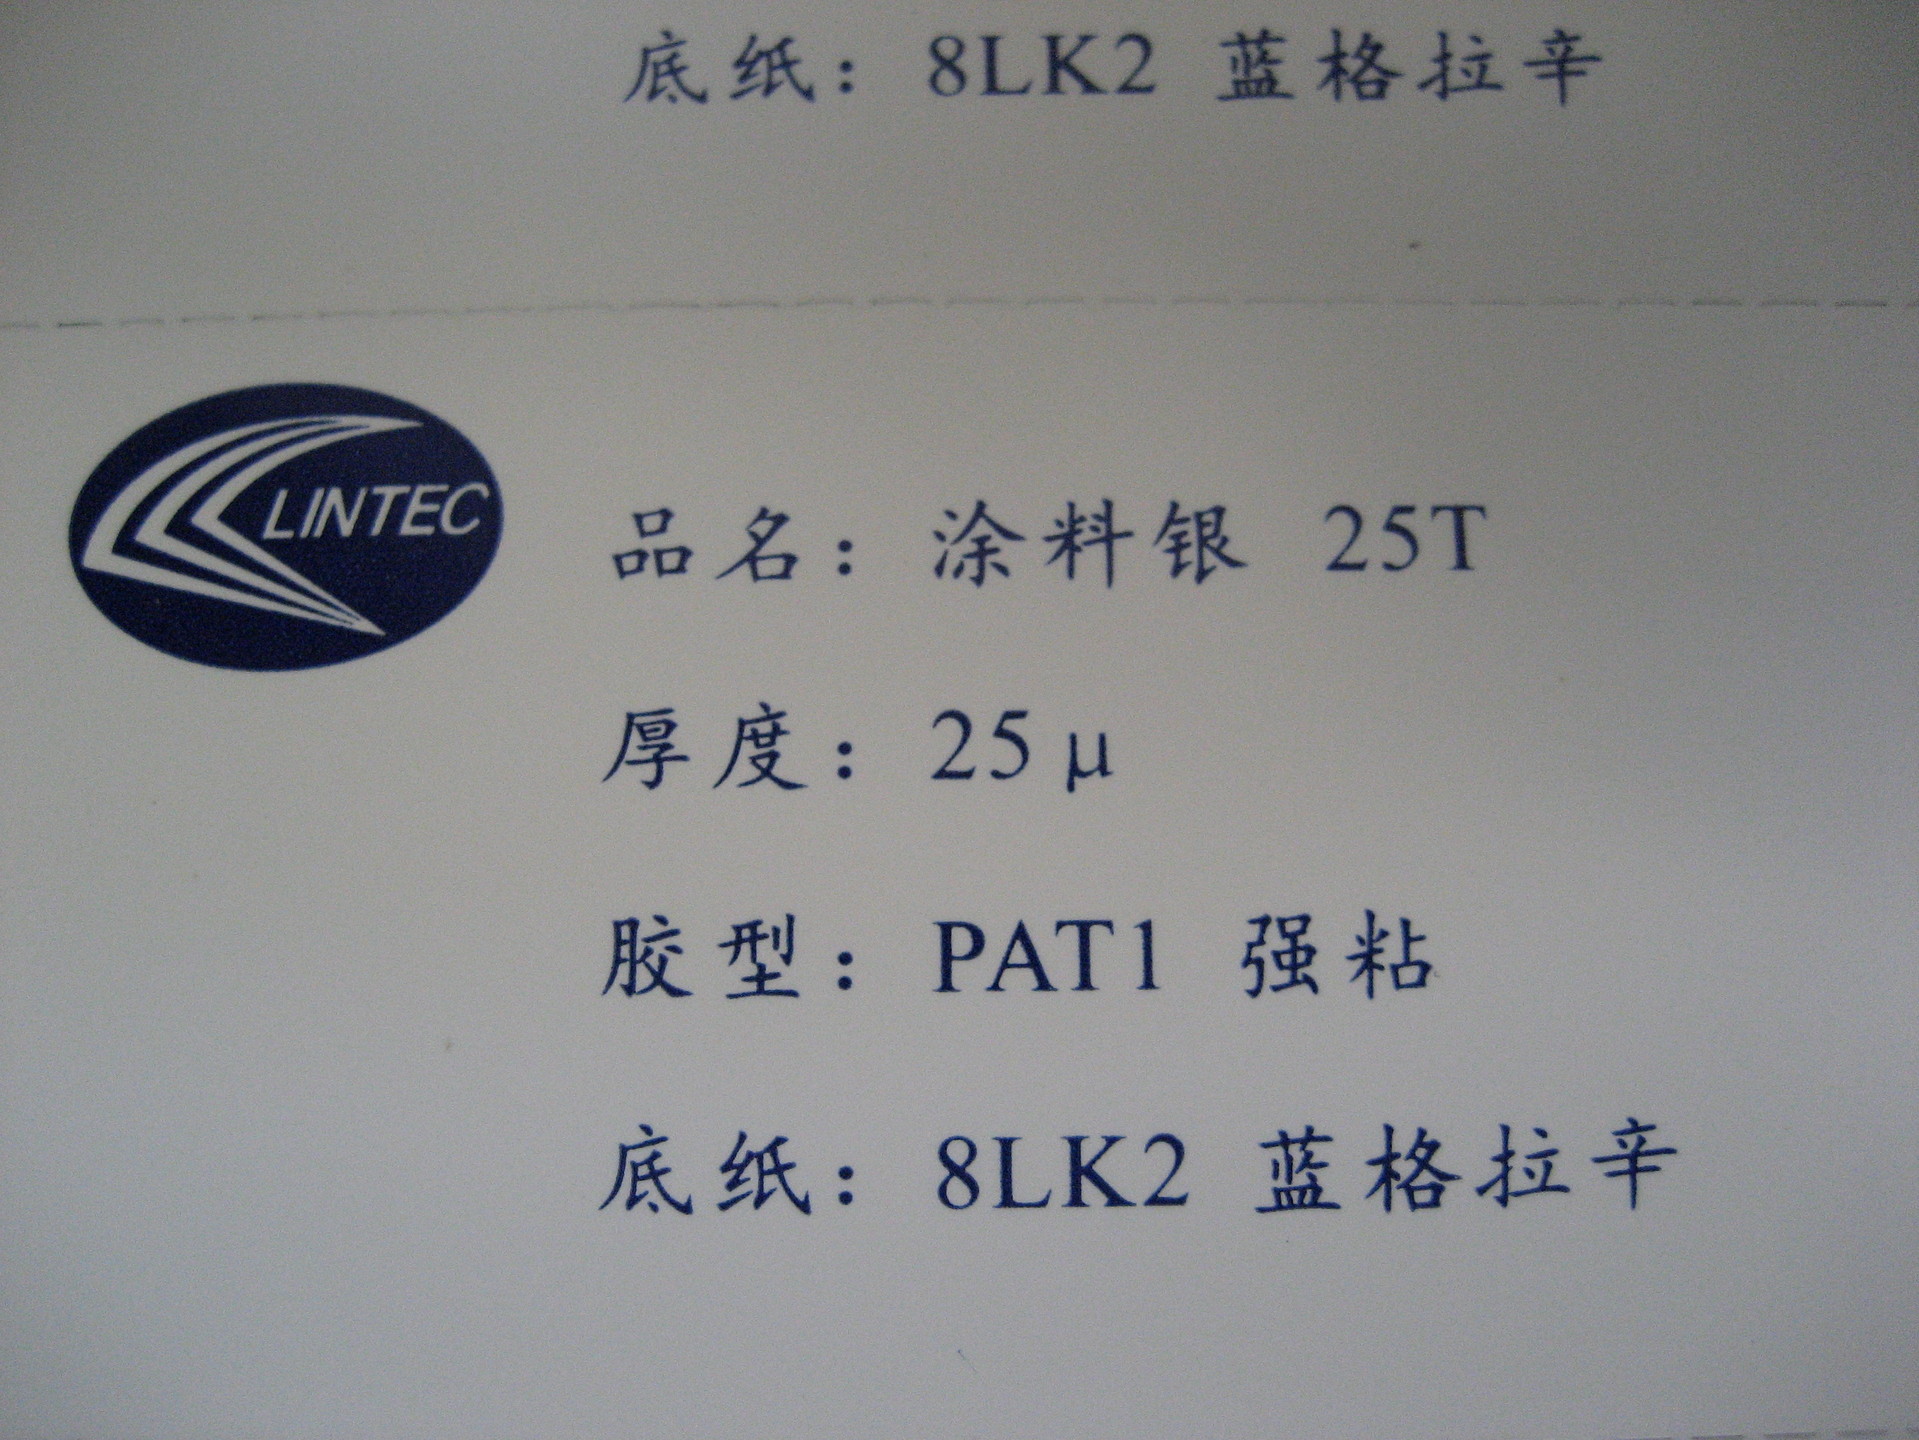 底纸：8LK2 蓝格拉辛
LINTEC
品名：涂料银 25T
厚度：25μ
胶型：PAT1 强粘
底纸：8LK2 蓝格拉辛